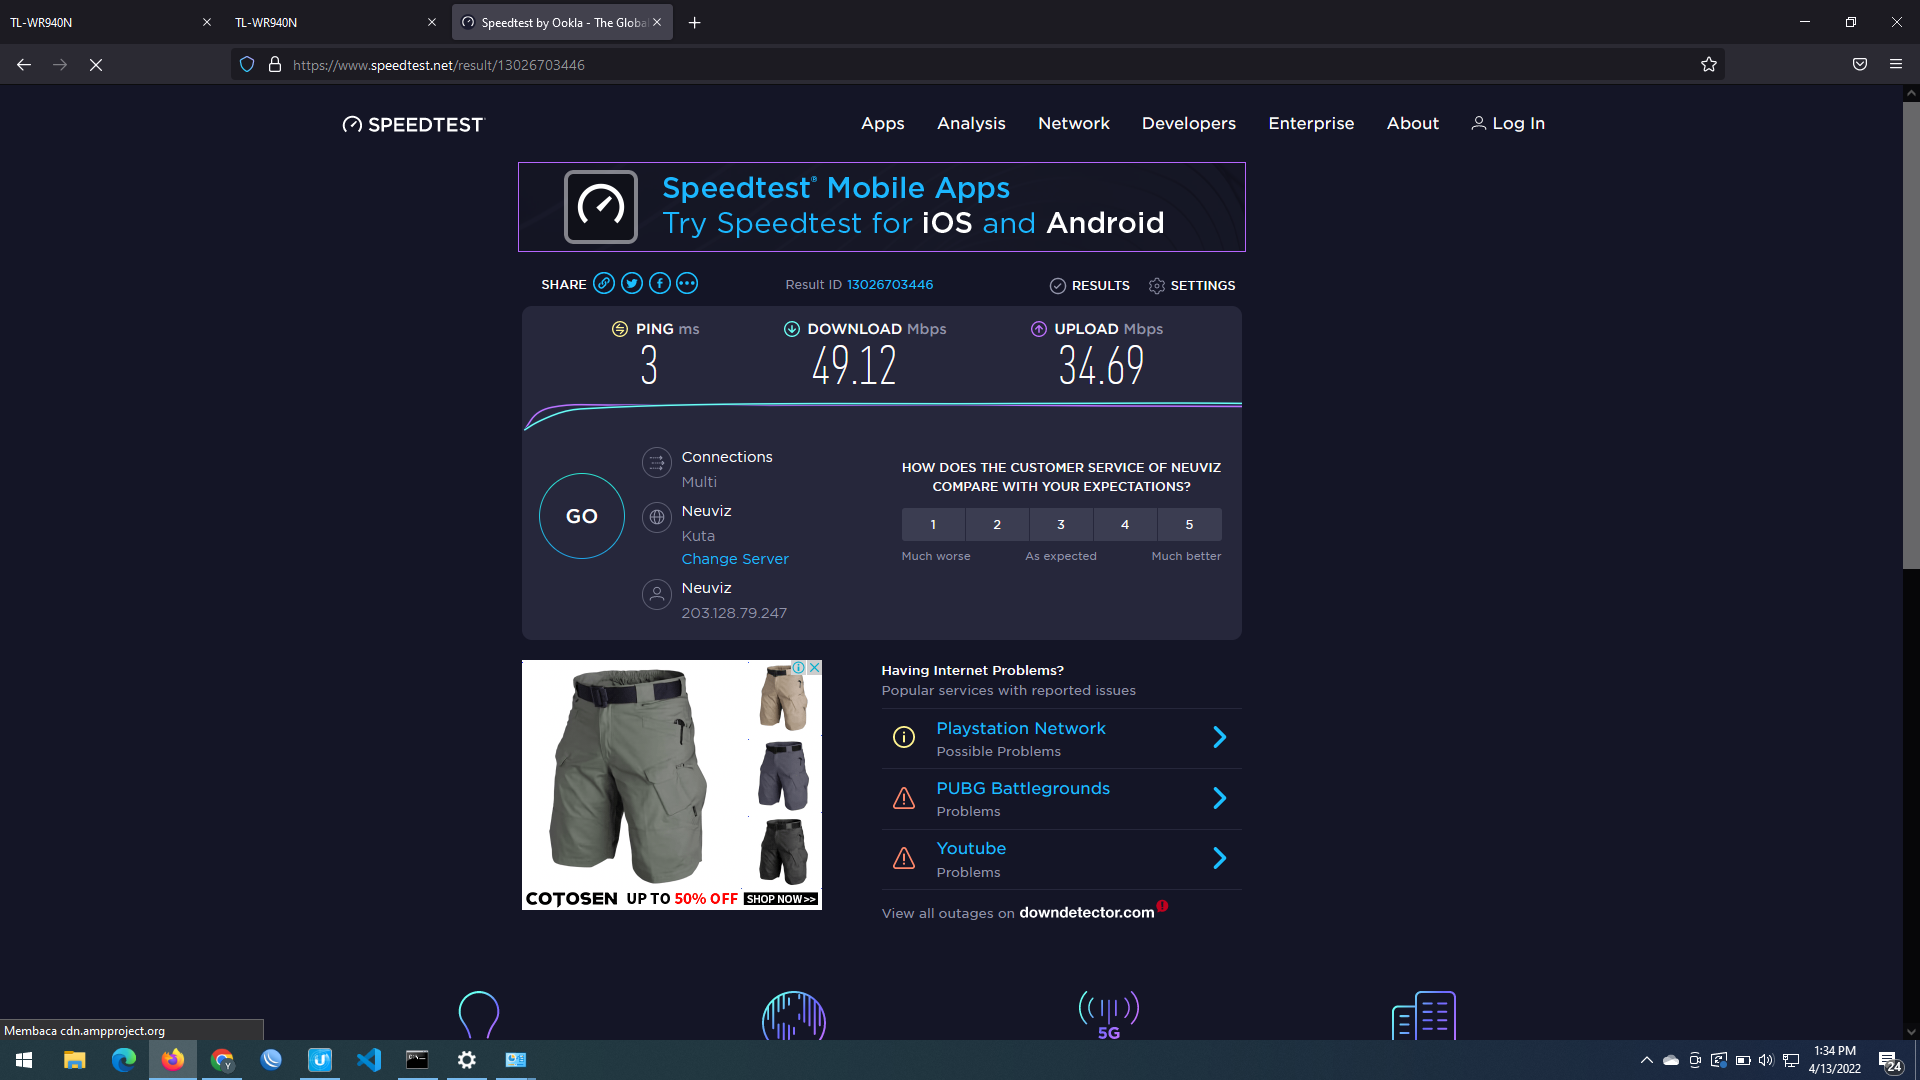 TL-WR940N
TL-WR940N
Speedtest by Ookla - The Global
https://www.speedtest.net/result/13026703446
SPEEDTEST
Apps Analysis Network Developers Enterprise About Log In
Speedtest® Mobile Apps
Try Speedtest for iOS and Android
SHARE
Result ID 13026703446
RESULTS SETTINGS
PING ms DOWNLOAD Mbps UPLOAD Mbps
3 49.12 34.69
GO
Connections
Multi
Neuviz
Kuta
Change Server
Neuviz
203.128.79.247
HOW DOES THE CUSTOMER SERVICE OF NEUVIZ
COMPARE WITH YOUR EXPECTATIONS?
1 2 3 4 5
Much worse As expected Much better
COTOSEN UP TO 50% OFF SHOP NOW>>
Having Internet Problems?
Popular services with reported issues
Playstation Network
Possible Problems
PUBG Battlegrounds
Problems
Youtube
Problems
View all outages on downdetector.com
5G
Membaca cdn.ampproject.org
1:34 PM
4/13/2022
24